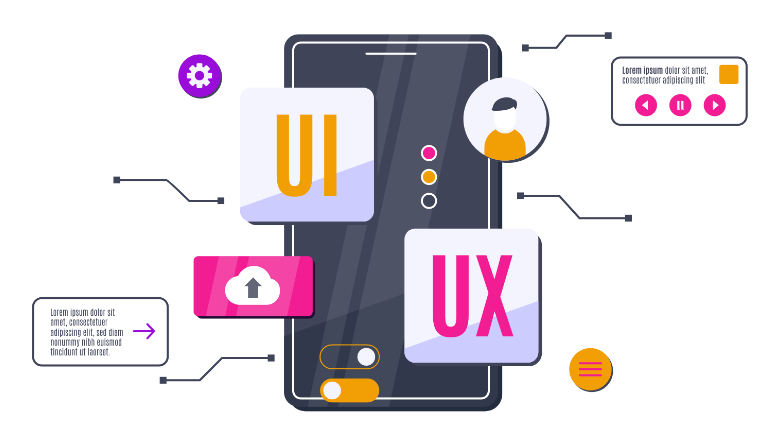 UI
Lorem ipsum dolor sit amet,
consectetuer adipiscing elit
UX
Lorem ipsum dolor sit
amet, consectetuer
adipiscing elit, sed diam
nonummy nibh euismod
tincidunt ut laoreet.